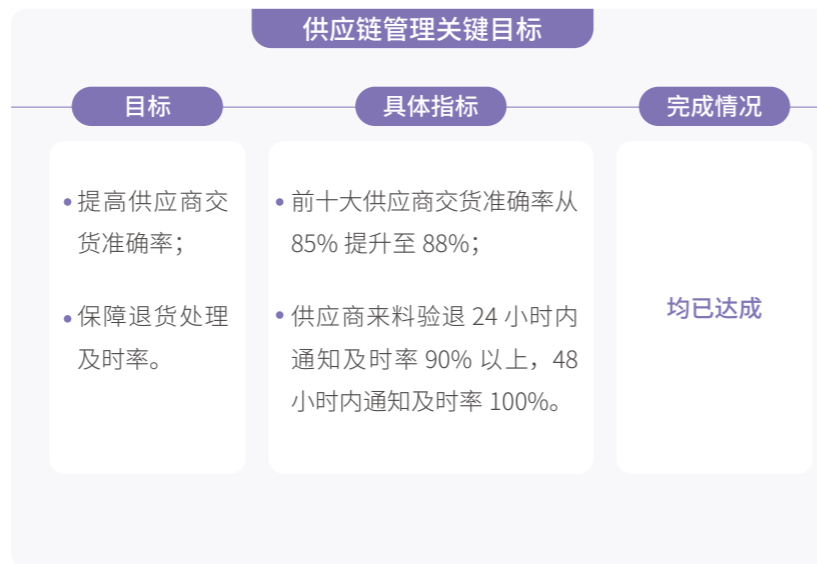 供应链管理关键目标
目标
具体指标
完成情况
•提高供应商交
货准确率；
•保障退货处理
及时率。
•前十大供应商交货准确率从
85% 提升至 88%；
•供应商来料验退 24 小时内
通知及时率 90% 以上，48
小时内通知及时率 100%。
均已达成